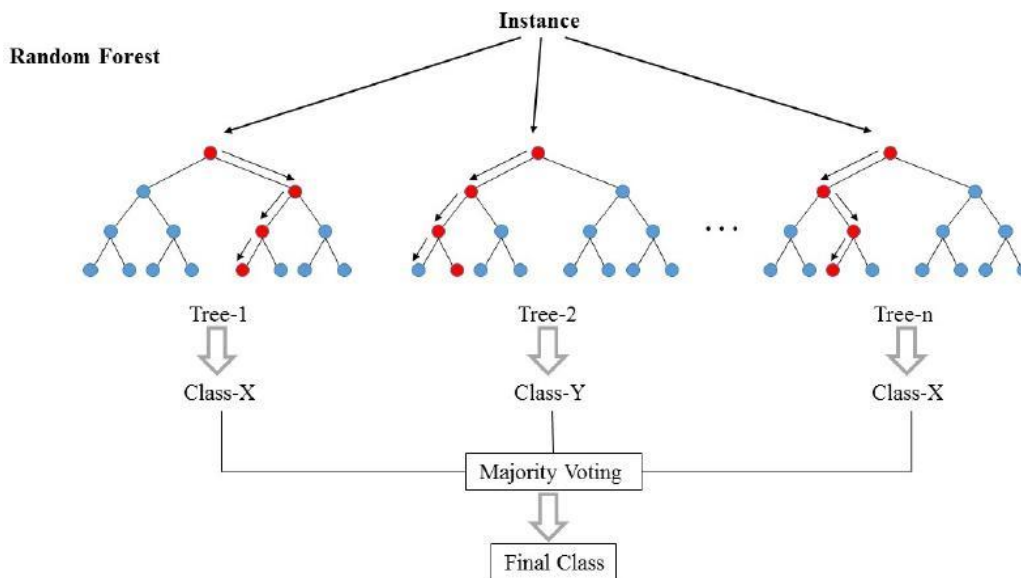 Instance
Random Forest
. . .
Tree-1 Tree-2 Tree-n
Class-X Class-Y Class-X
Majority Voting
Final Class